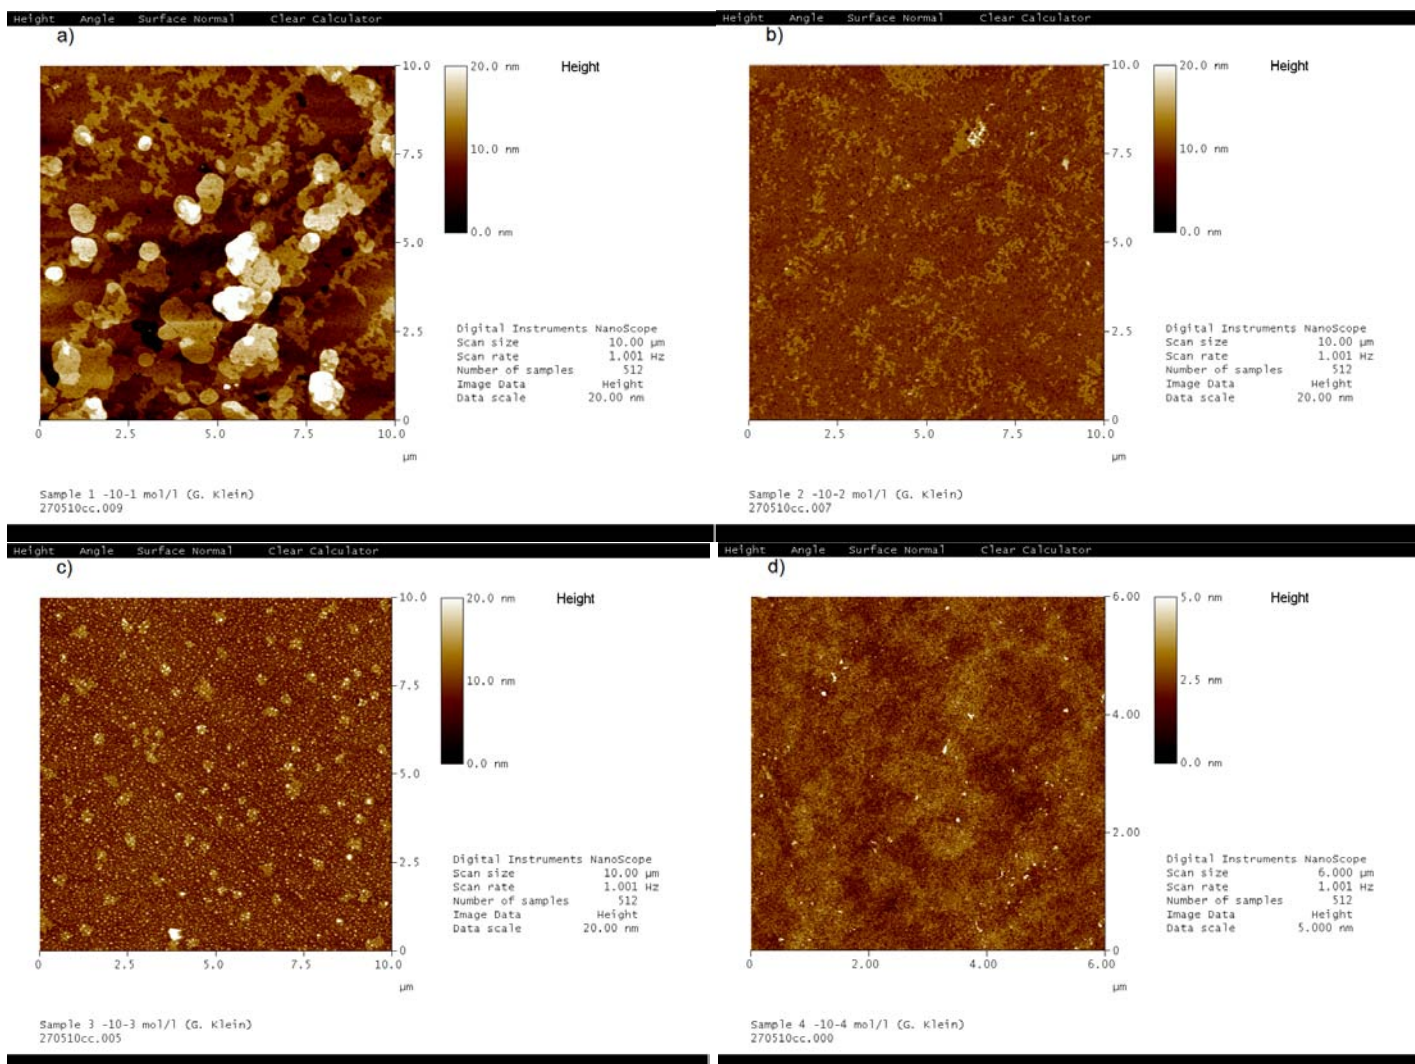 Height Angle Surface Normal Clear Calculator
a)
20.0 nm
10.0 nm
0.0 nm
Height
10.0
7.5
5.0
2.5
0
0 2.5 5.0 7.5 10.0
µm
Digital Instruments NanoScope
Scan size 10.00 µm
Scan rate 1.001 Hz
Number of samples 512
Image Data Height
Data scale 20.00 nm
Sample 1 -10-1 mol/l (G. Klein)
270510cc.009
Height Angle Surface Normal Clear Calculator
b)
20.0 nm
10.0 nm
0.0 nm
Height
10.0
7.5
5.0
2.5
0
0 2.5 5.0 7.5 10.0
µm
Digital Instruments NanoScope
Scan size 10.00 µm
Scan rate 1.001 Hz
Number of samples 512
Image Data Height
Data scale 20.00 nm
Sample 2 -10-2 mol/l (G. Klein)
270510cc.007
Height Angle Surface Normal Clear Calculator
c)
20.0 nm
10.0 nm
0.0 nm
Height
10.0
7.5
5.0
2.5
0
0 2.5 5.0 7.5 10.0
µm
Digital Instruments NanoScope
Scan size 10.00 µm
Scan rate 1.001 Hz
Number of samples 512
Image Data Height
Data scale 20.00 nm
Sample 3 -10-3 mol/l (G. Klein)
270510cc.005
Height Angle Surface Normal Clear Calculator
d)
5.0 nm
2.5 nm
0.0 nm
Height
6.00
4.00
2.00
0
0 2.00 4.00 6.00
µm
Digital Instruments NanoScope
Scan size 6.000 µm
Scan rate 1.001 Hz
Number of samples 512
Image Data Height
Data scale 5.000 nm
Sample 4 -10-4 mol/l (G. Klein)
270510cc.000